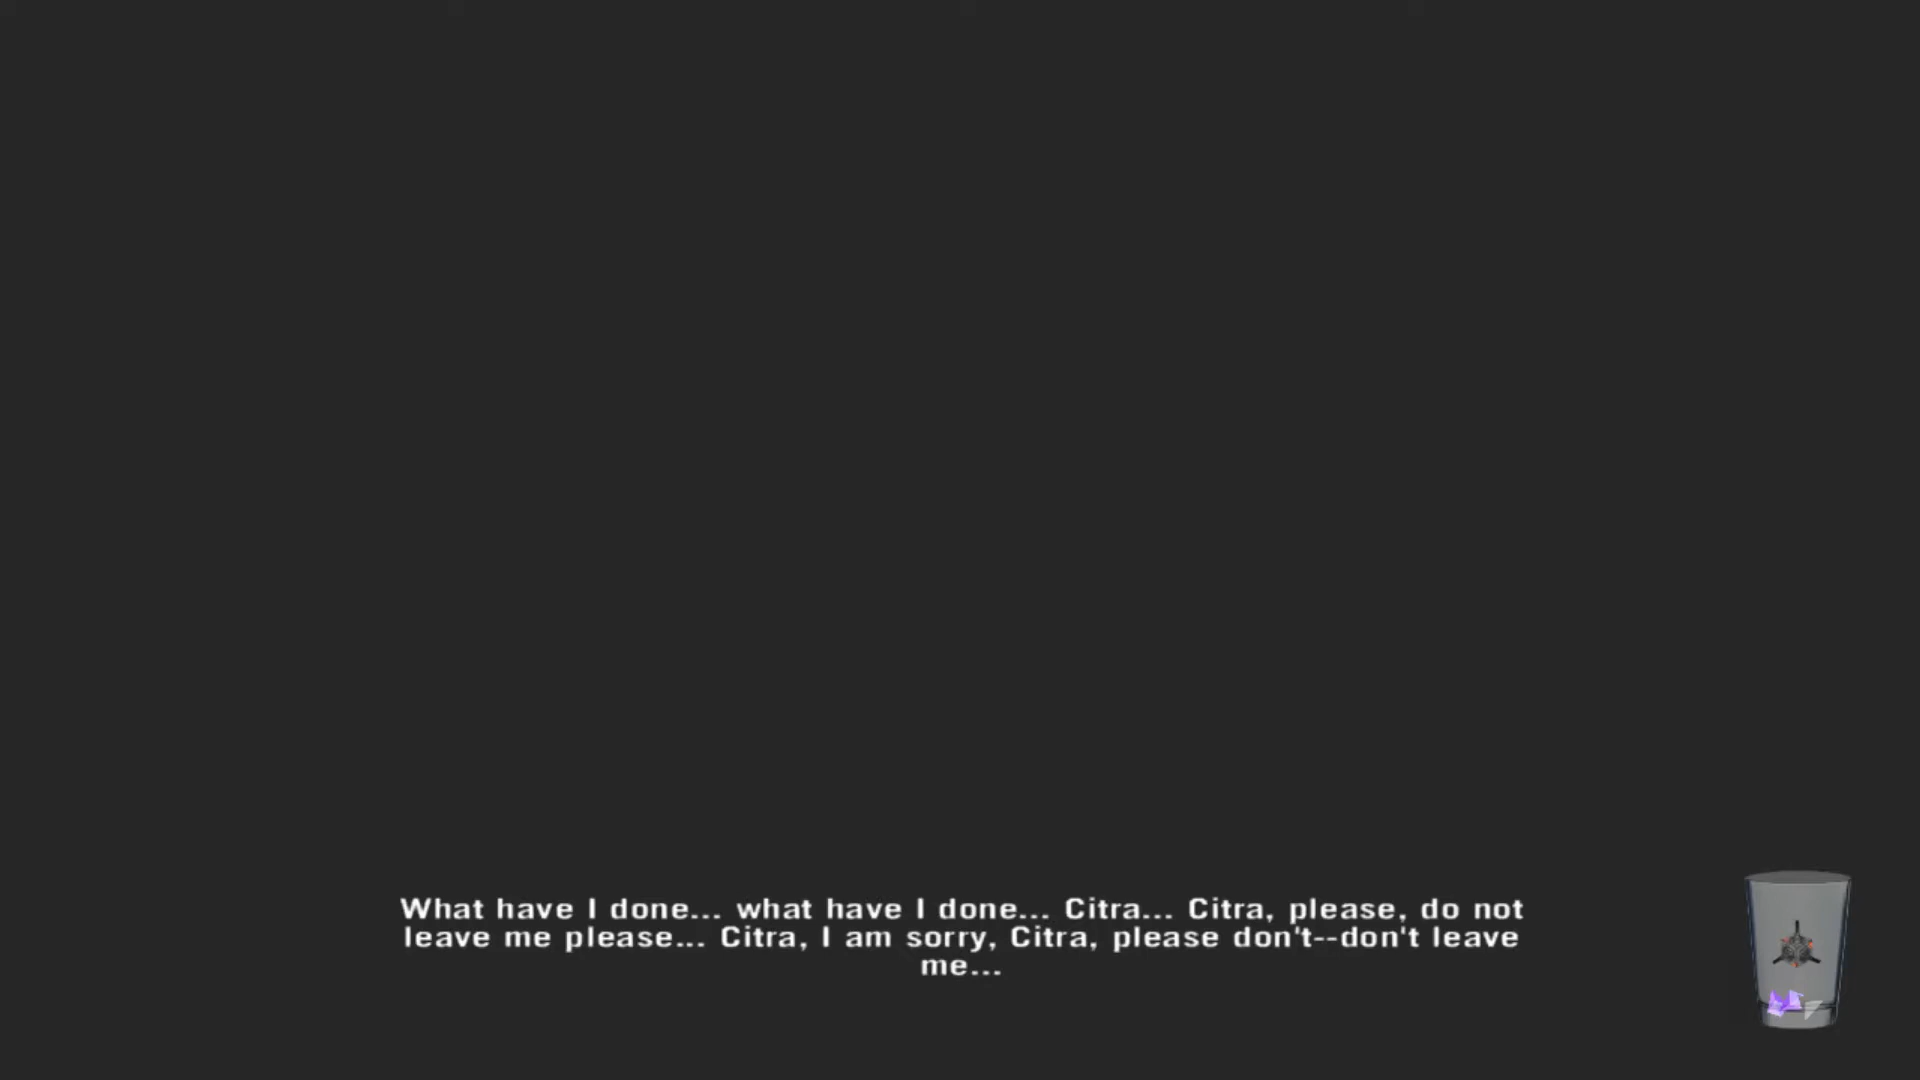 What have I done... what have I done... Citra... Citra, please, do not
leave me please... Citra, I am sorry, Citra, please don't--don't leave
me...